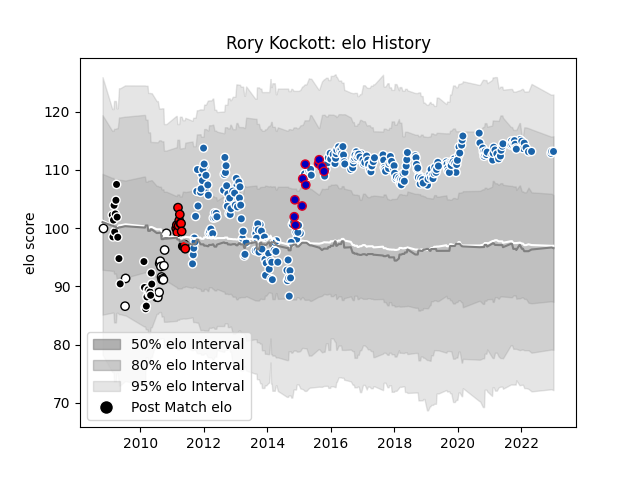 Rory Kockott: elo History
elo score
120
110
100
90
80
70
50% elo Interval
80% elo Interval
95% elo Interval
Post Match elo
2010 2012 2014 2016 2018 2020 2022